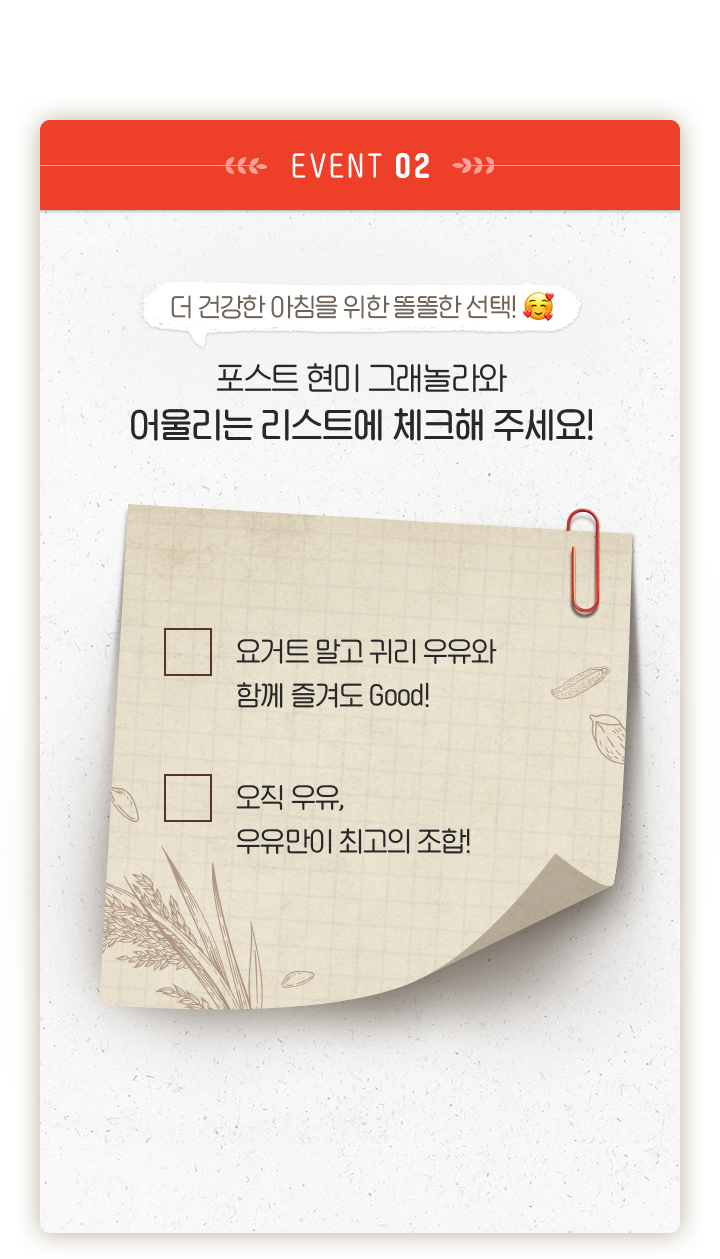 EVENT 02
더 건강한 아침을 위한 똘똘한 선택! 🥰
포스트 현미 그래놀라와
어울리는 리스트에 체크해 주세요!
요거트 말고 귀리 우유와
함께 즐겨도 Good!
오직 우유,
우유만이 최고의 조합!